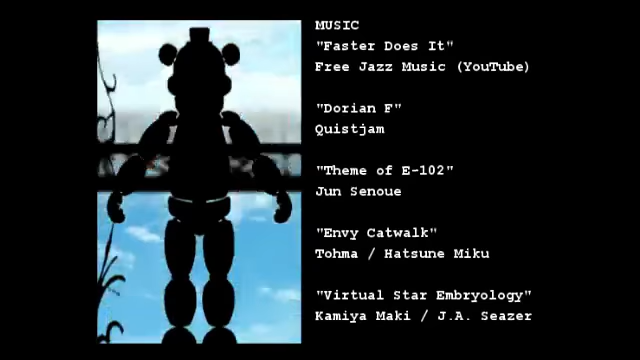 MUSIC
"Faster Does It"
Free Jazz Music (YouTube)
"Dorian F"
Quistjam
"Theme of E-102"
Jun Senoue
"Envy Catwalk"
Tohma / Hatsune Miku
"Virtual Star Embryology"
Kamiya Maki / J.A. Seazer